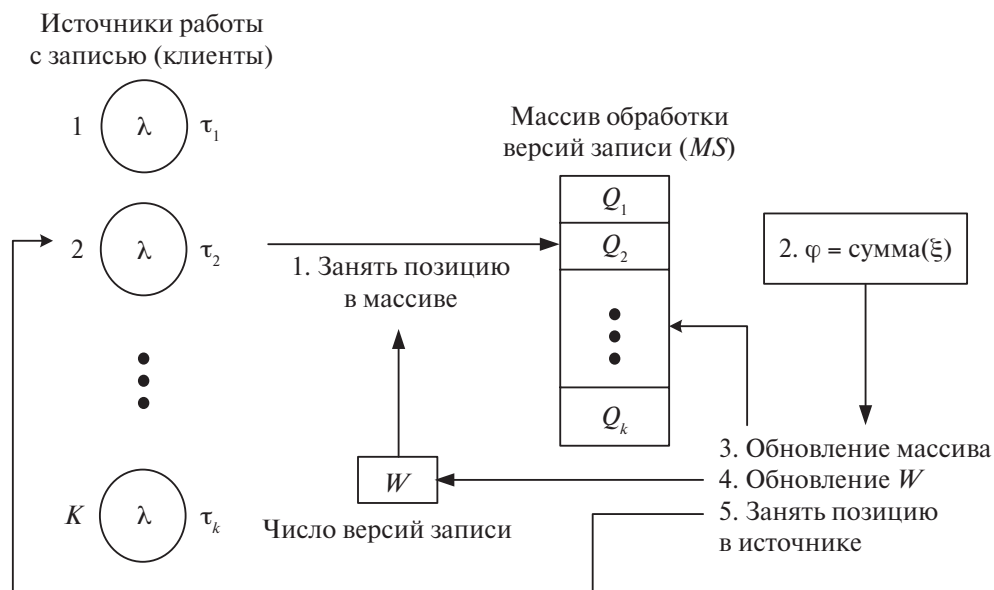 Источники работы
с записью (клиенты)
1 λ τ₁
Массив обработки
версий записи (MS)
Q₁
2 λ τ₂
Q₂
2. φ = сумма(ξ)
1. Занять позицию
в массиве
Qₖ
3. Обновление массива
W
4. Обновление W
K λ τₖ
5. Занять позицию
в источнике
Число версий записи